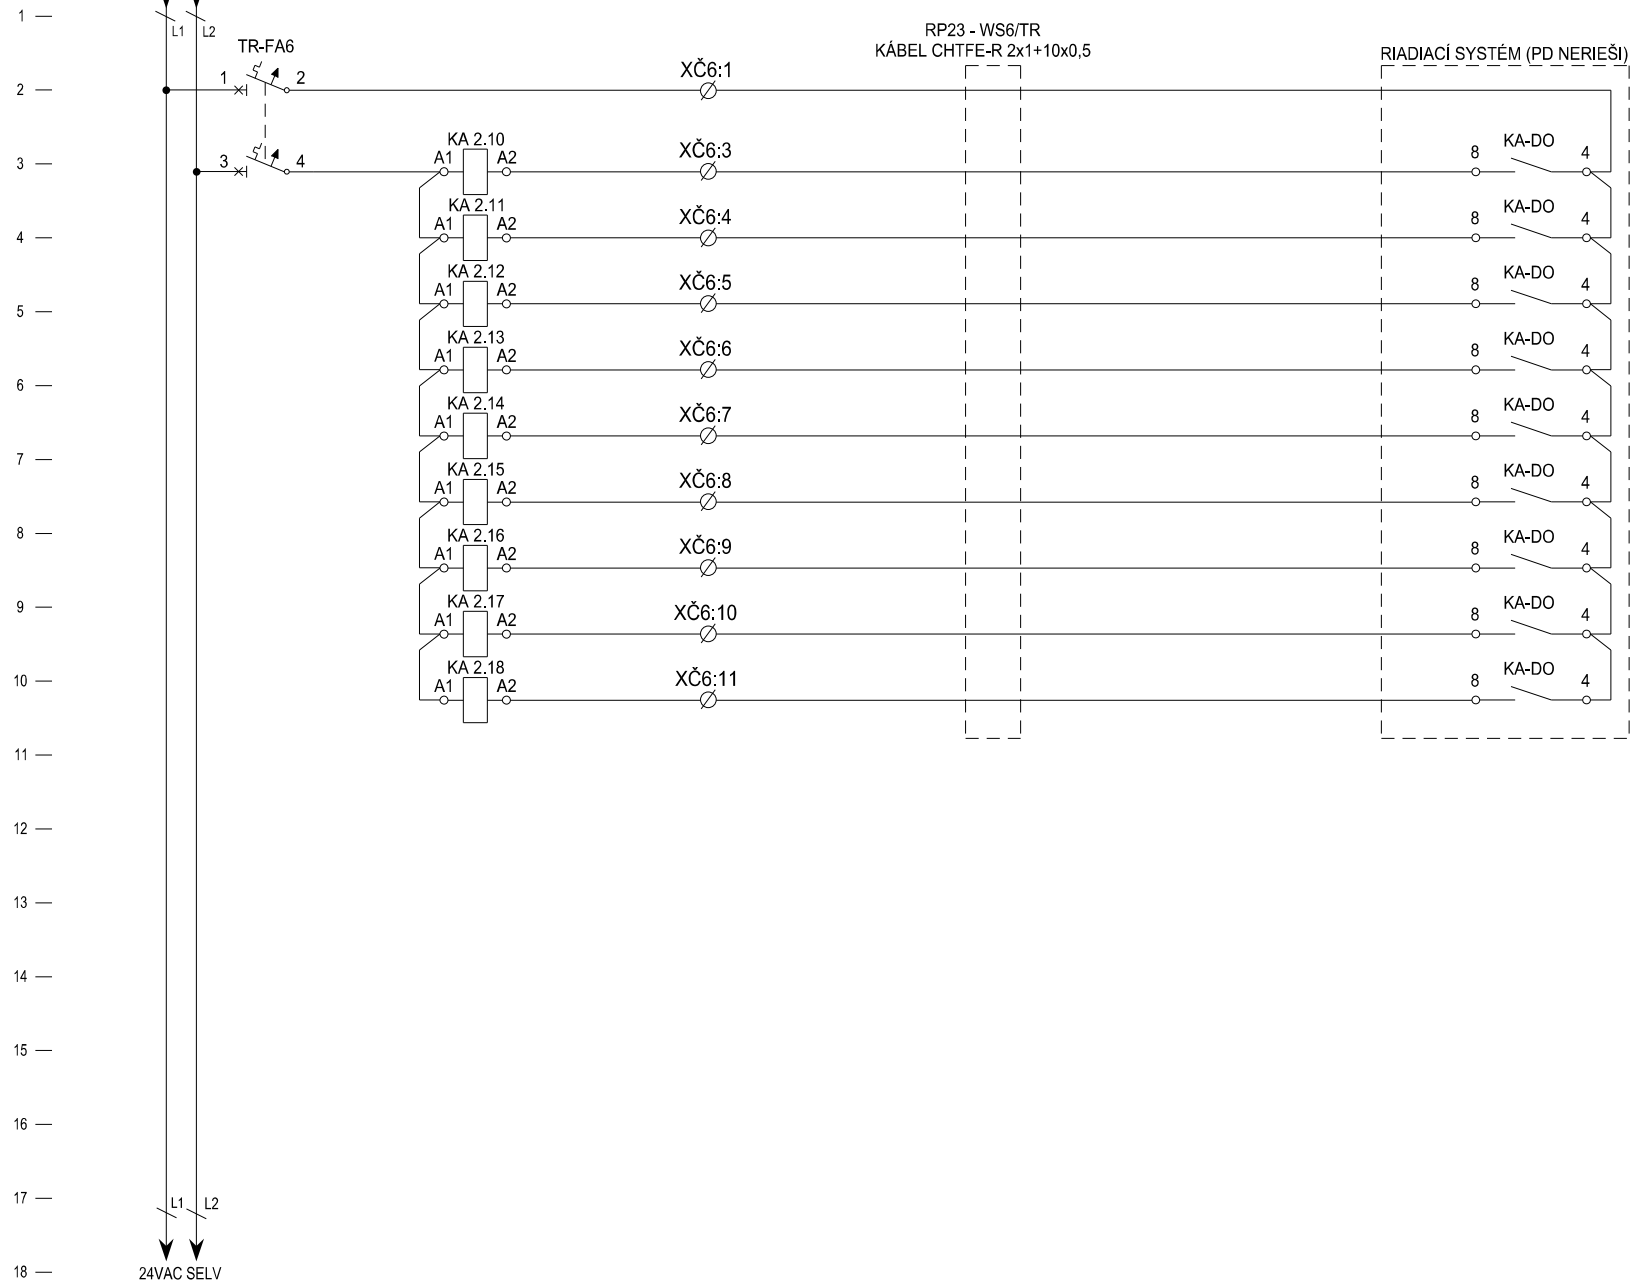 1
L1 L2
TR-FA6
RP23 - WS6/TR
KÁBEL CHTFE-R 2x1+10x0,5
RIADIACÍ SYSTÉM (PD NERIEŠI)
2
1 2
XČ6:1
3
3 4
KA 2.10
A1 A2
XČ6:3
8 KA-DO 4
4
KA 2.11
A1 A2
XČ6:4
8 KA-DO 4
5
KA 2.12
A1 A2
XČ6:5
8 KA-DO 4
6
KA 2.13
A1 A2
XČ6:6
8 KA-DO 4
7
KA 2.14
A1 A2
XČ6:7
8 KA-DO 4
8
KA 2.15
A1 A2
XČ6:8
8 KA-DO 4
9
KA 2.16
A1 A2
XČ6:9
8 KA-DO 4
10
KA 2.17
A1 A2
XČ6:10
8 KA-DO 4
KA 2.18
A1 A2
XČ6:11
8 KA-DO 4
11
12
13
14
15
16
17
L1 L2
18
24VAC SELV